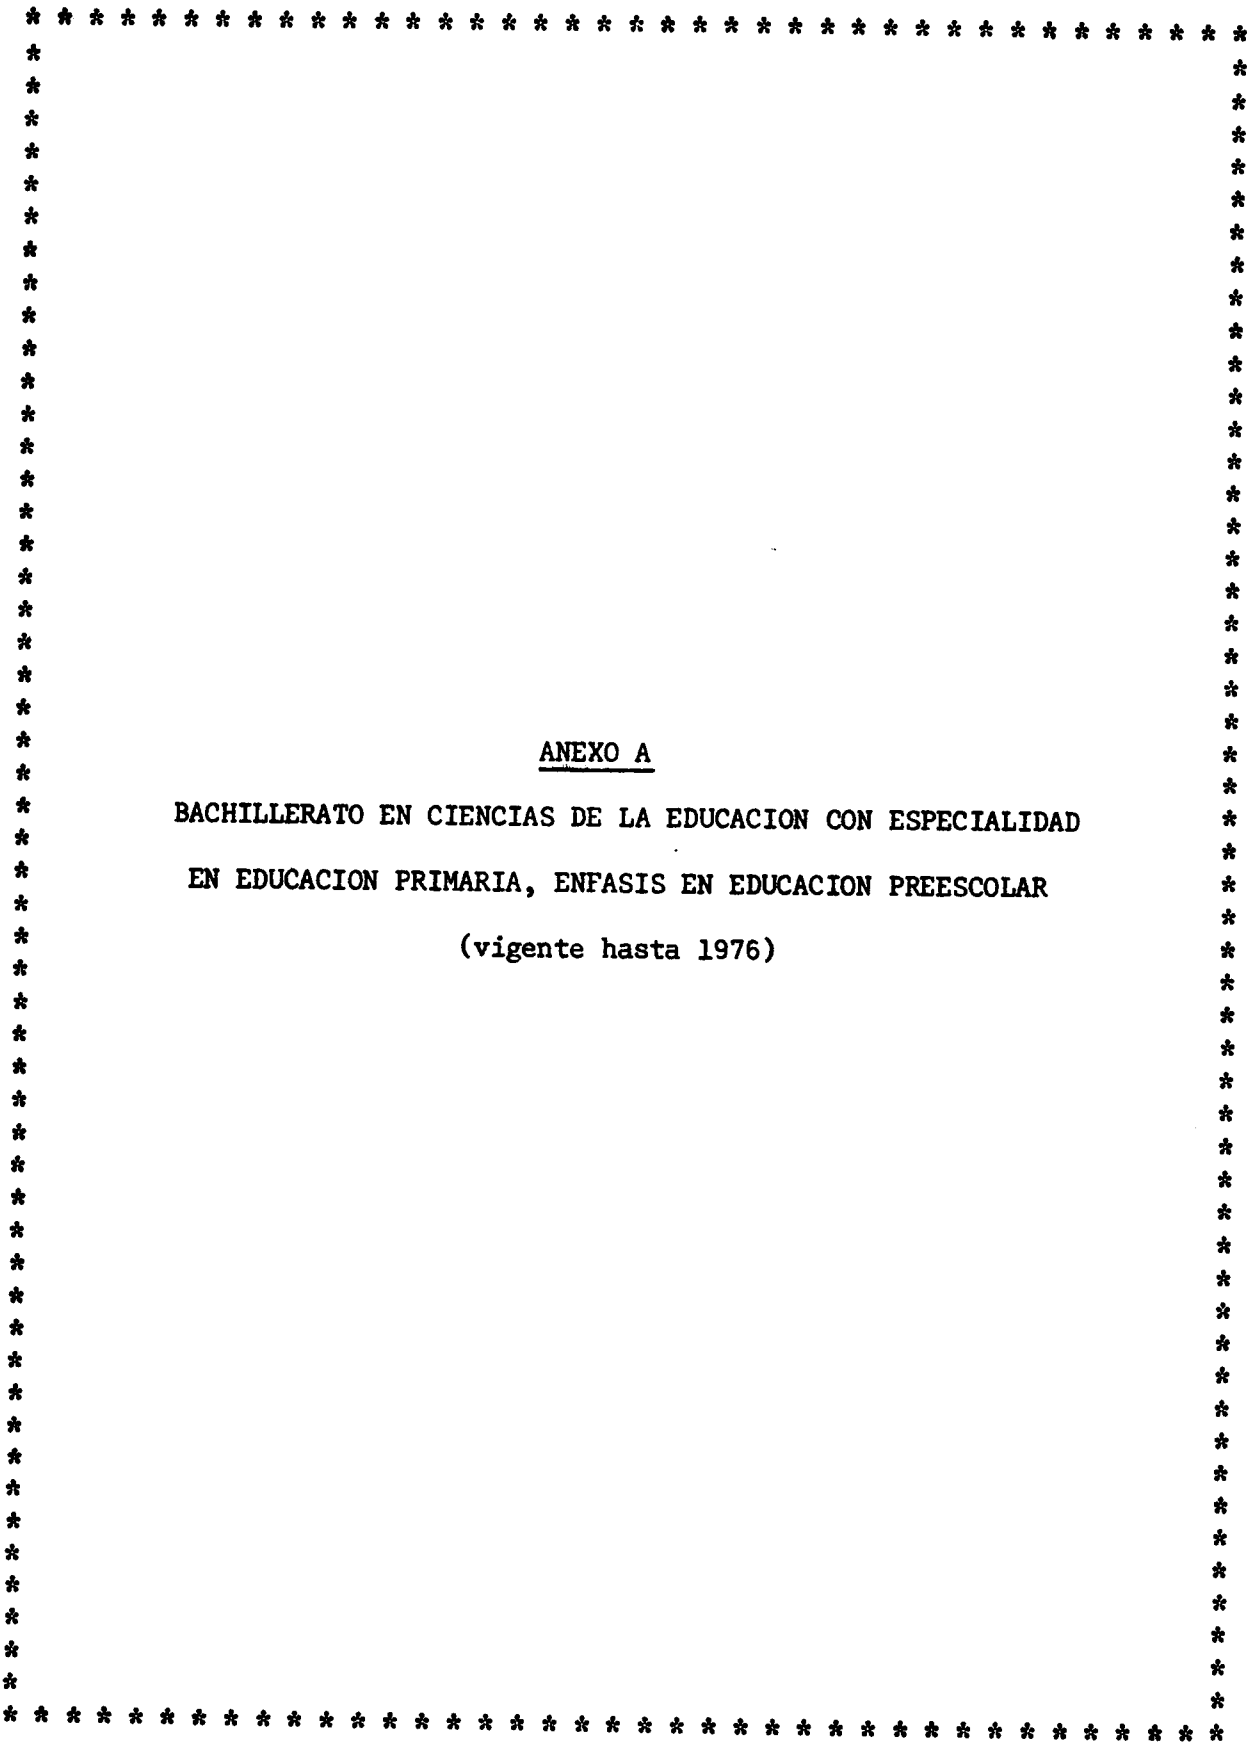 ANEXO A
BACHILLERATO EN CIENCIAS DE LA EDUCACION CON ESPECIALIDAD
EN EDUCACION PRIMARIA, ENFASIS EN EDUCACION PREESCOLAR
(vigente hasta 1976)